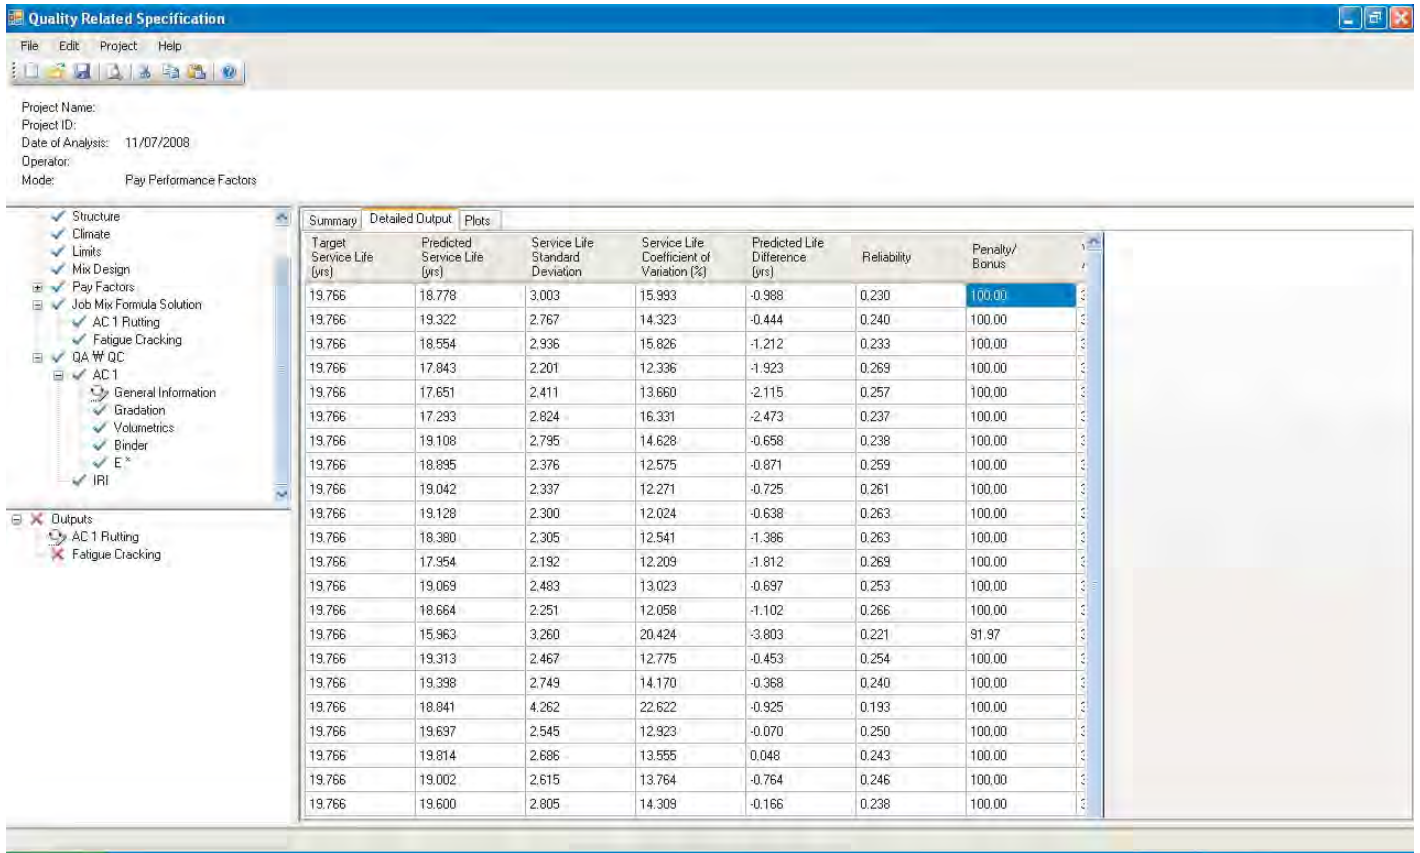 Quality Related Specification
File Edit Project Help
Project Name:
Project ID:
Date of Analysis: 11/07/2008
Operator:
Mode: Pay Performance Factors
Structure
Climate
Limits
Mix Design
Pay Factors
Job Mix Formula Solution
AC 1 Rutting
Fatigue Cracking
QA ₩ QC
AC 1
General Information
Gradation
Volumetrics
Binder
E*
IRI
Outputs
AC 1 Rutting
Fatigue Cracking
Summary Detailed Output Plots
Target Service Life (yrs) Predicted Service Life (yrs) Service Life Standard Deviation Service Life Coefficient of Variation (%) Predicted Life Difference (yrs) Reliability Penalty/ Bonus
19.766 18.778 3.003 15.993 -0.988 0.230 100.00
19.766 19.322 2.767 14.323 -0.444 0.240 100.00
19.766 18.554 2.936 15.826 -1.212 0.233 100.00
19.766 17.843 2.201 12.336 -1.923 0.269 100.00
19.766 17.651 2.411 13.660 -2.115 0.257 100.00
19.766 17.293 2.824 16.331 -2.473 0.237 100.00
19.766 19.108 2.795 14.628 -0.658 0.238 100.00
19.766 18.895 2.376 12.575 -0.871 0.259 100.00
19.766 19.042 2.337 12.271 -0.725 0.261 100.00
19.766 19.128 2.300 12.024 -0.638 0.263 100.00
19.766 18.380 2.305 12.541 -1.386 0.263 100.00
19.766 17.954 2.192 12.209 -1.812 0.269 100.00
19.766 19.069 2.483 13.023 -0.697 0.253 100.00
19.766 18.664 2.251 12.058 -1.102 0.266 100.00
19.766 15.963 3.260 20.424 -3.803 0.221 91.97
19.766 19.313 2.467 12.775 -0.453 0.254 100.00
19.766 19.398 2.749 14.170 -0.368 0.240 100.00
19.766 18.841 4.262 22.622 -0.925 0.193 100.00
19.766 19.697 2.545 12.923 -0.070 0.250 100.00
19.766 19.814 2.686 13.555 0.048 0.243 100.00
19.766 19.002 2.615 13.764 -0.764 0.246 100.00
19.766 19.600 2.805 14.309 -0.166 0.238 100.00